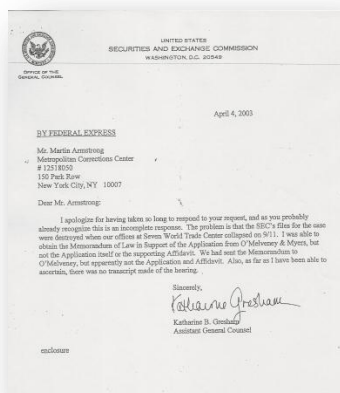 UNITED STATES
SECURITIES AND EXCHANGE COMMISSION
WASHINGTON, D.C. 20549
OFFICE OF THE
GENERAL COUNSEL
April 4, 2003
BY FEDERAL EXPRESS
Mr. Martin Armstrong
Metropolitan Corrections Center
# 12518050
150 Park Row
New York City, NY 10007
Dear Mr. Armstrong:
I apologize for having taken so long to respond to your request, and as you probably
already recognize this is an incomplete response. The problem is that the SEC's files for the case
were destroyed when our offices at Seven World Trade Center collapsed on 9/11. I was able to
obtain the Memorandum of Law in Support of the Application from O'Melveney & Myers, but
not the Application itself or the supporting Affidavit. We had sent the Memorandum to
O'Melveney, but apparently not the Application and Affidavit. Also, as far as I have been able to
ascertain, there was no transcript made of the hearing.
Sincerely,
Katharine Gresham
Katharine B. Gresham
Assistant General Counsel
enclosure